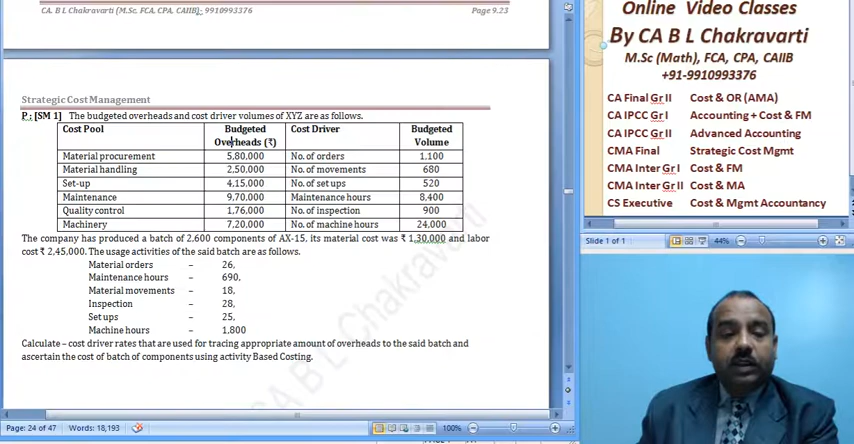 CA. B L Chakravarti (M.Sc. FCA, CPA, CAIIB)- 9910993376
Page 9.23
Strategic Cost Management
P : [SM 1] The budgeted overheads and cost driver volumes of XYZ are as follows.
Cost Pool Budgeted Overheads (₹) Cost Driver Budgeted Volume
Material procurement 5,80,000 No. of orders 1,100
Material handling 2,50,000 No. of movements 680
Set-up 4,15,000 No. of set ups 520
Maintenance 9,70,000 Maintenance hours 8,400
Quality control 1,76,000 No. of inspection 900
Machinery 7,20,000 No. of machine hours 24,000
The company has produced a batch of 2,600 components of AX-15, its material cost was ₹ 1,30,000 and labor
cost ₹ 2,45,000. The usage activities of the said batch are as follows.
Material orders – 26,
Maintenance hours – 690,
Material movements – 18,
Inspection – 28,
Set ups – 25,
Machine hours – 1,800
Calculate – cost driver rates that are used for tracing appropriate amount of overheads to the said batch and
ascertain the cost of batch of components using activity Based Costing.
CA B L Chakravarti
Page: 24 of 47 Words: 18,193 100%
Online Video Classes
By CA B L Chakravarti
M.Sc (Math), FCA, CPA, CAIIB
+91-9910993376
CA Final Gr II Cost & OR (AMA)
CA IPCC Gr I Accounting + Cost & FM
CA IPCC Gr II Advanced Accounting
CMA Final Strategic Cost Mgmt
CMA Inter Gr I Cost & FM
CMA Inter Gr II Cost & MA
CS Executive Cost & Mgmt Accountancy
Slide 1 of 1 44%